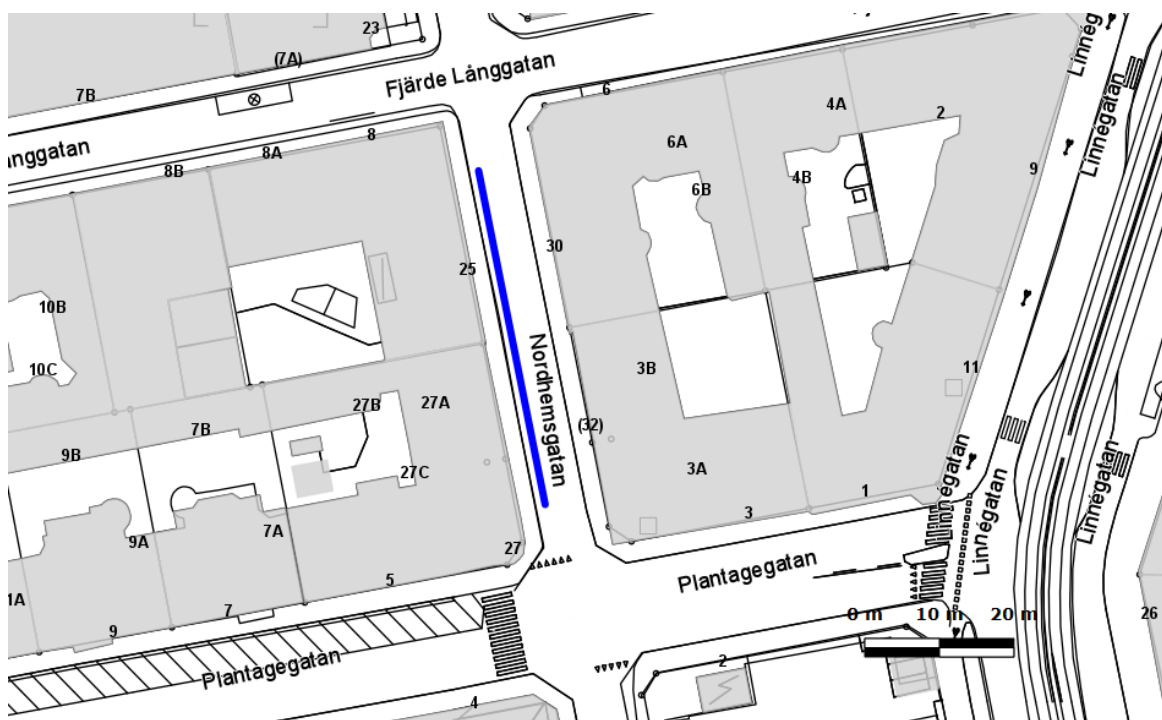 23
(7A)
7B
Fjärde Långgatan
Linnégatan
Linnégatan
6
4A
2
8
8A
8B
6A
6B
4B
9
30
25
10B
10C
Nordhemsgatan
3B
11
27B
27A
7B
9B
(32)
27C
3A
1
3
7A
9A
Linnégatan
Linnégatan
Linnégatan
27
5
Plantagegatan
1A
7
9
0 m 10 m 20 m
26
Plantagegatan
2
4